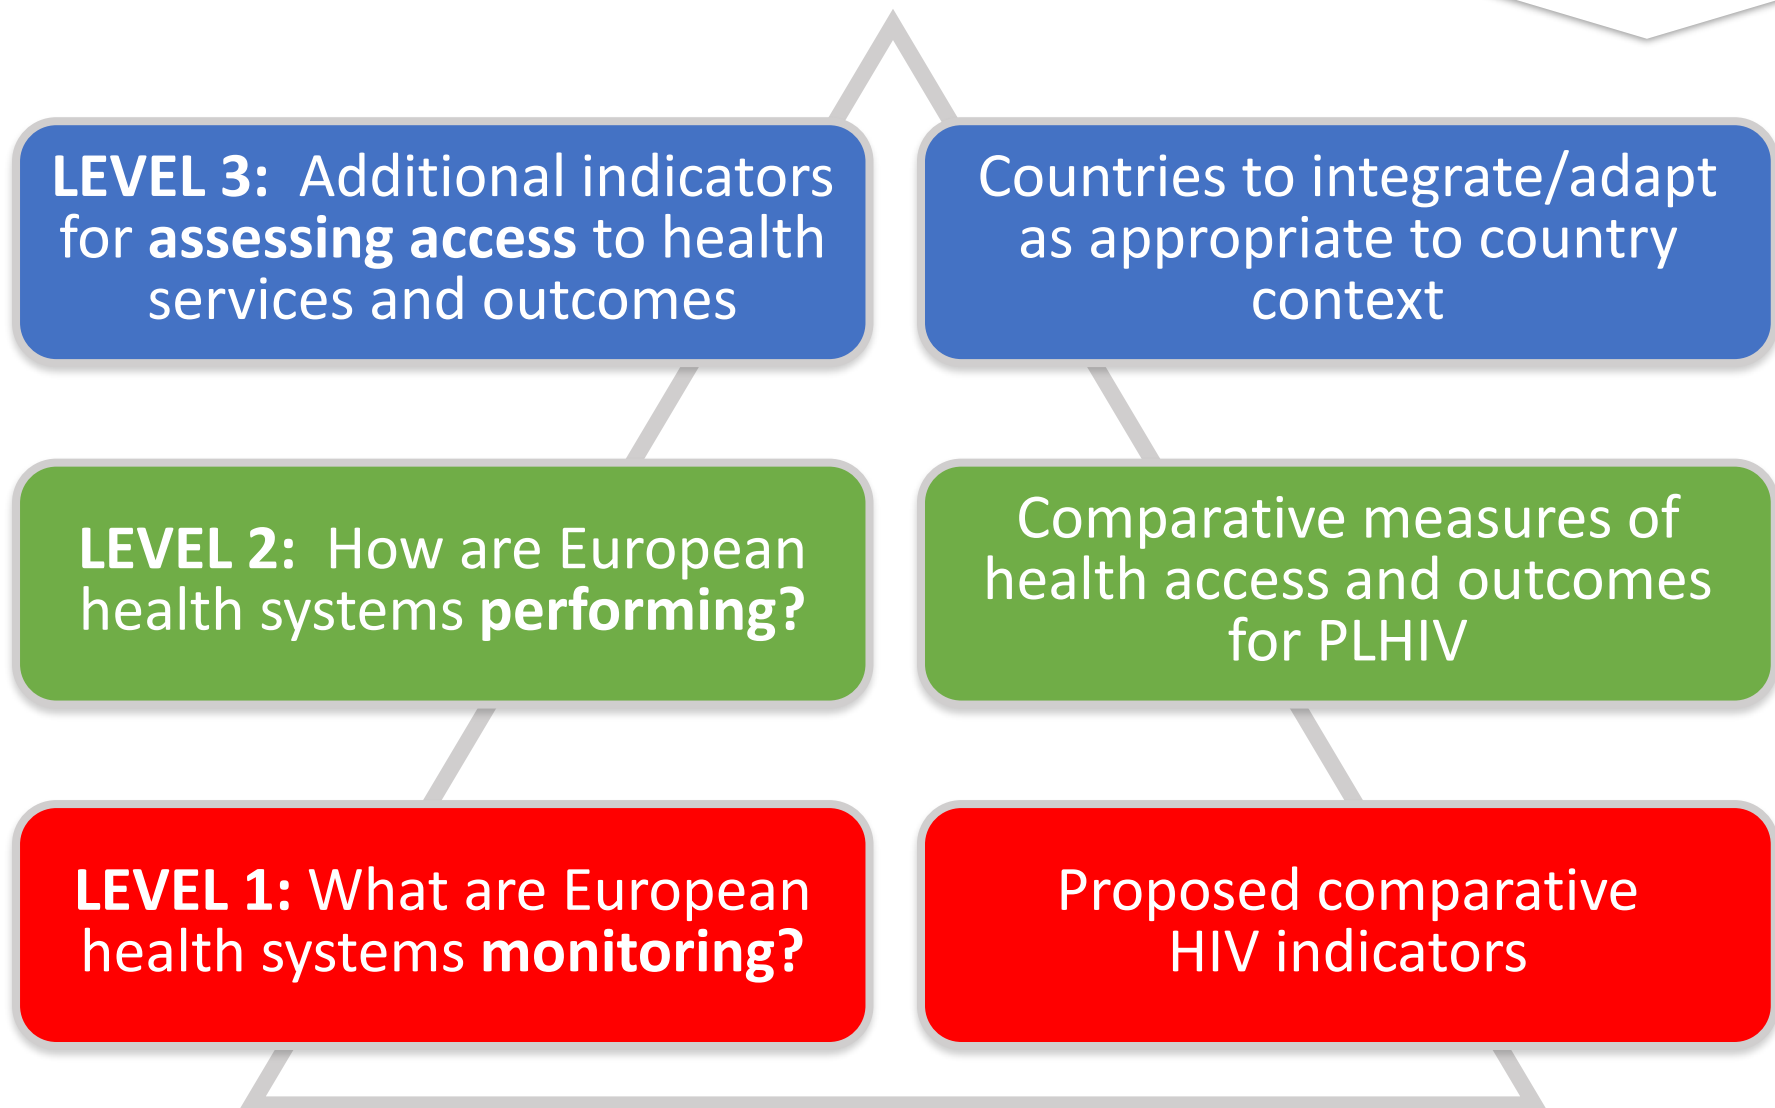 LEVEL 3:  Additional indicators
for assessing access to health
services and outcomes
Countries to integrate/adapt
as appropriate to country
context
LEVEL 2:  How are European
health systems performing?
Comparative measures of
health access and outcomes
for PLHIV
LEVEL 1: What are European
health systems monitoring?
Proposed comparative
HIV indicators